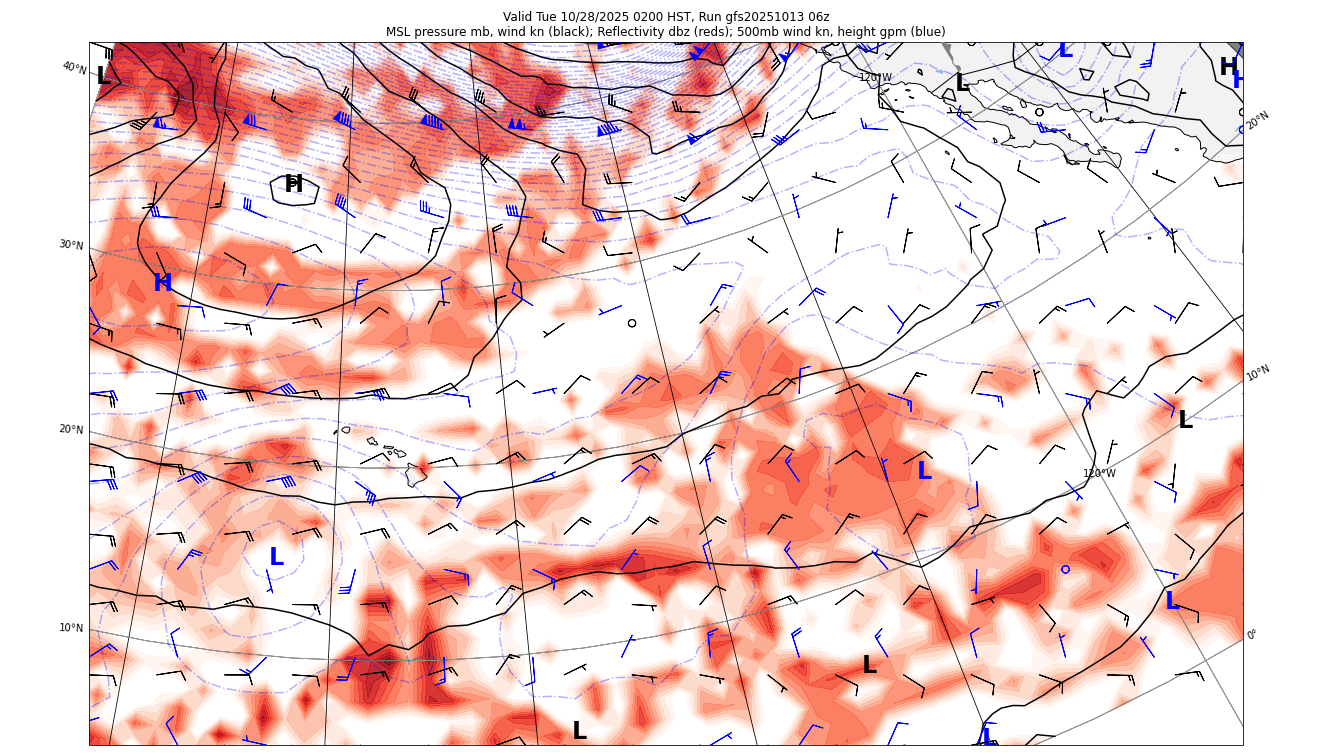 Valid Tue 10/28/2025 0200 HST, Run gfs20251013 06z
MSL pressure mb, wind kn (black); Reflectivity dbz (reds); 500mb wind kn, height gpm (blue)
L
120°W
L
H
H
40°N
20°N
H
30°N
H
10°N
L
20°N
L
120°W
L
L
10°N
0°
L
L
L